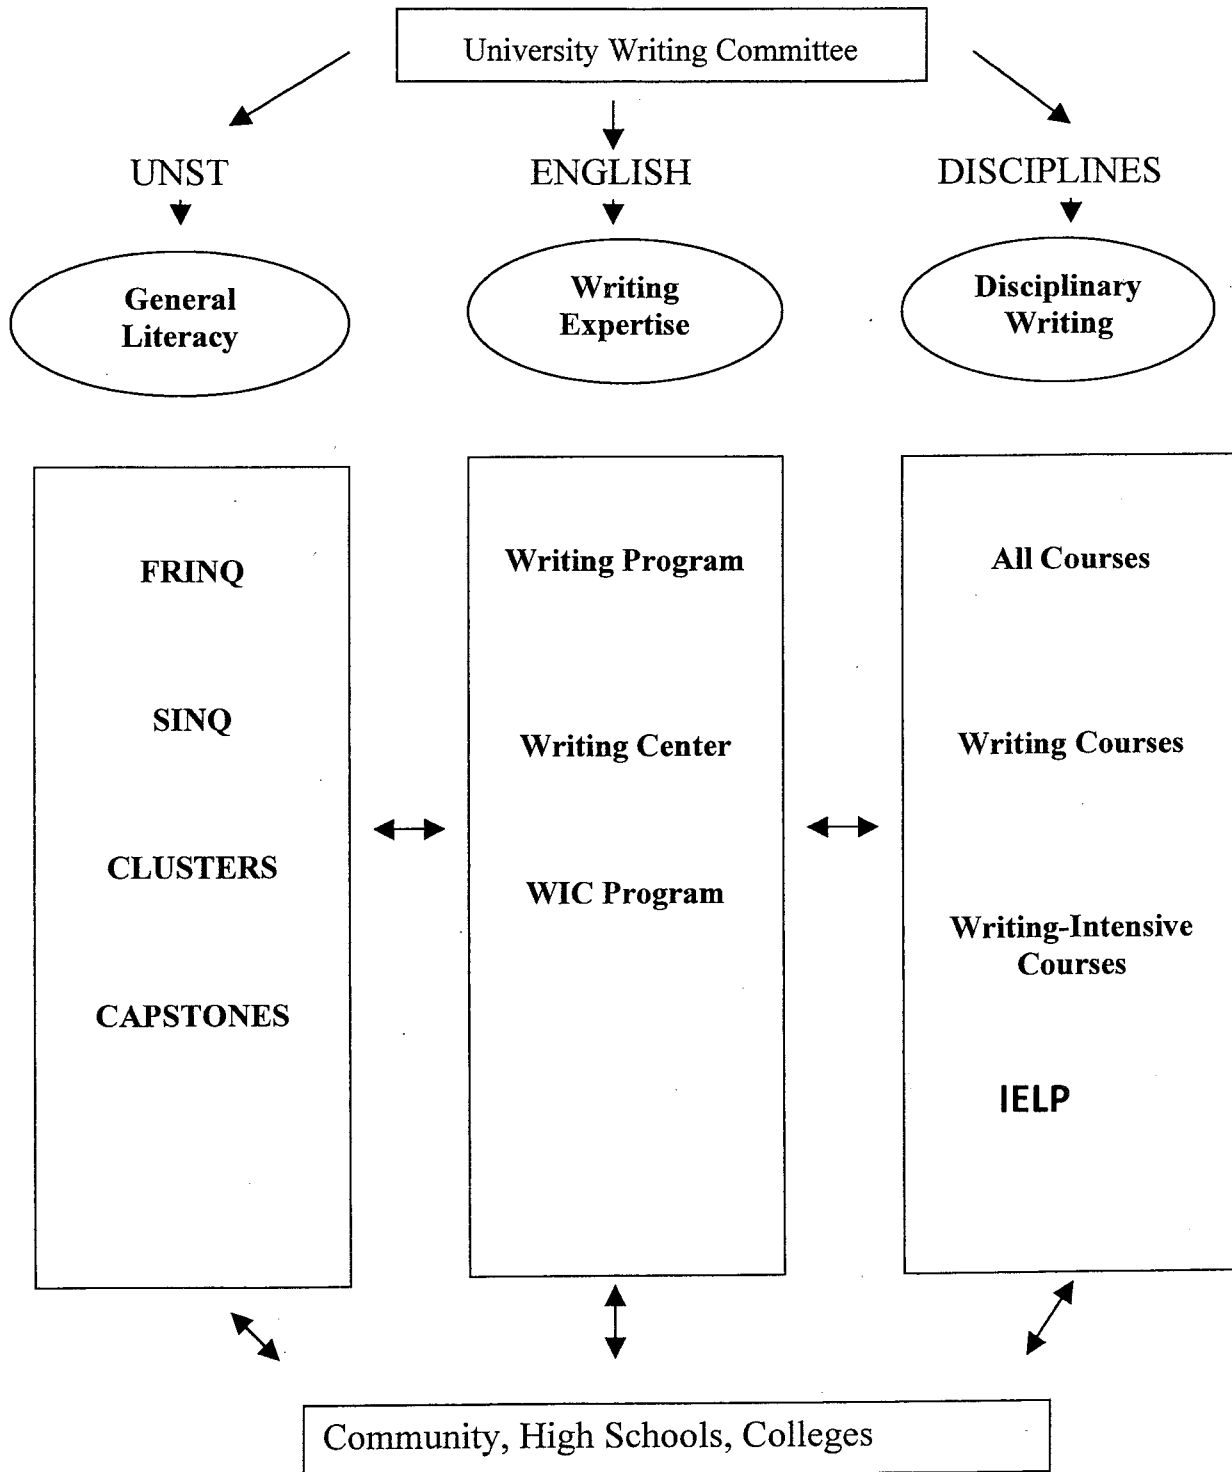 University Writing Committee
UNST
ENGLISH
DISCIPLINES
General
Literacy
Writing
Expertise
Disciplinary
Writing
FRINQ
SINQ
CLUSTERS
CAPSTONES
Writing Program
Writing Center
WIC Program
All Courses
Writing Courses
Writing-Intensive
Courses
IELP
Community, High Schools, Colleges